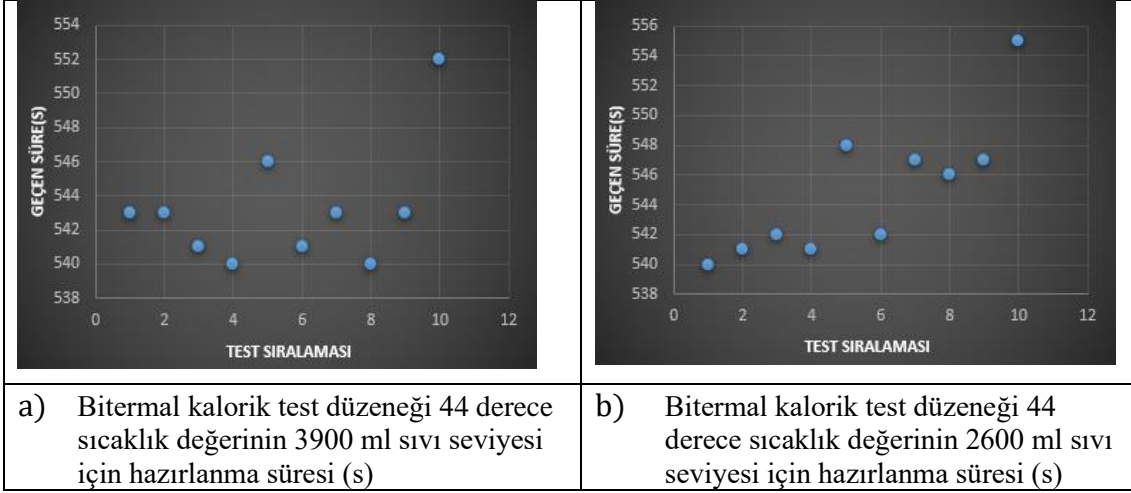 554
552
550
548
546
544
542
540
538
0 2 4 6 8 10 12
GEÇEN SÜRE(S)
TEST SIRALAMASI
556
554
552
550
548
546
544
542
540
538
0 2 4 6 8 10 12
GEÇEN SÜRE(S)
TEST SIRALAMASI
a) Bitermal kalorik test düzeneği 44 derece
sıcaklık değerinin 3900 ml sıvı seviyesi
için hazırlanma süresi (s)
b) Bitermal kalorik test düzeneği 44
derece sıcaklık değerinin 2600 ml sıvı
seviyesi için hazırlanma süresi (s)